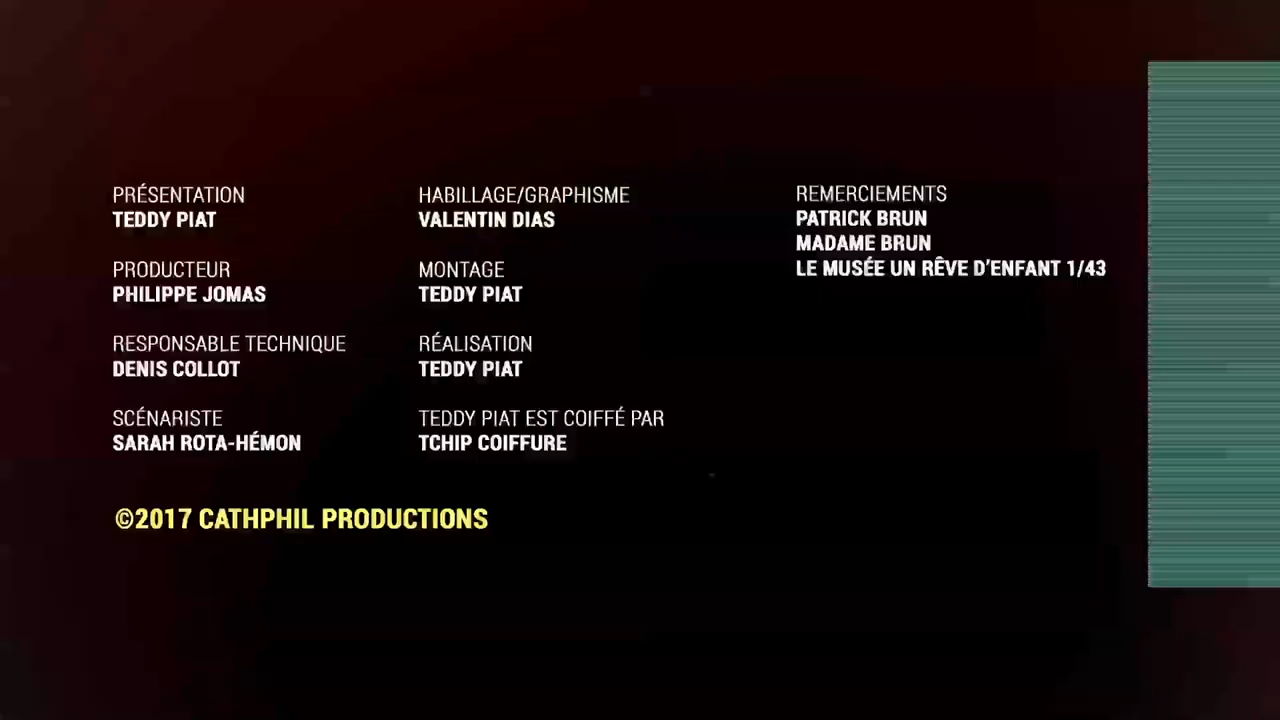 PRÉSENTATION
TEDDY PIAT
PRODUCTEUR
PHILIPPE JOMAS
RESPONSABLE TECHNIQUE
DENIS COLLOT
SCÉNARISTE
SARAH ROTA-HÉMON
HABILLAGE/GRAPHISME
VALENTIN DIAS
MONTAGE
TEDDY PIAT
RÉALISATION
TEDDY PIAT
TEDDY PIAT EST COIFFÉ PAR
TCHIP COIFFURE
REMERCIEMENTS
PATRICK BRUN
MADAME BRUN
LE MUSÉE UN RÊVE D'ENFANT 1/43
©2017 CATHPHIL PRODUCTIONS